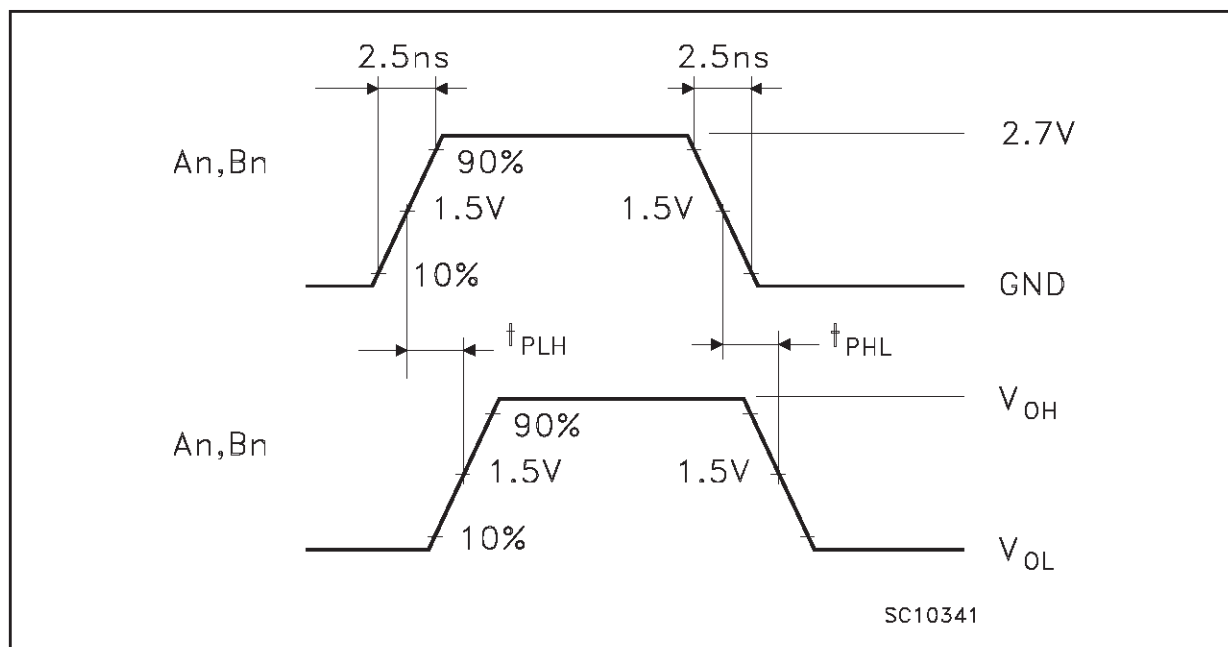 2.5ns 2.5ns
2.7V
An,Bn
90%
1.5V 1.5V
10%
GND
tPLH tPHL
VOH
90%
An,Bn
1.5V 1.5V
10%
VOL
SC10341